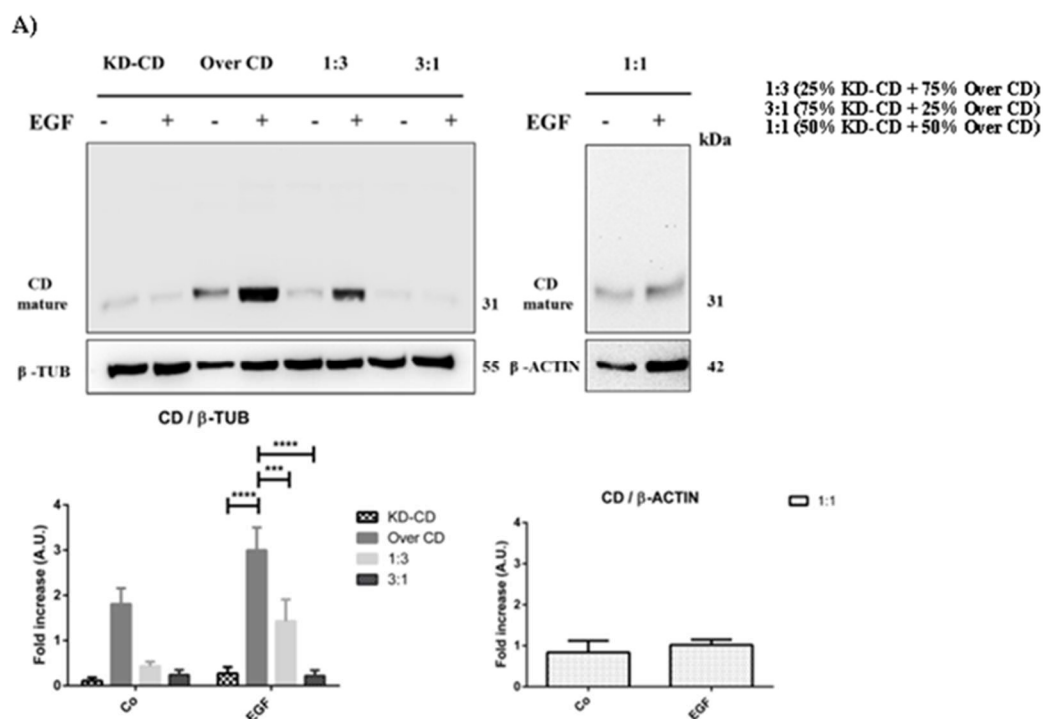 A)
KD-CD Over CD 1:3 3:1
EGF - + - + - + - +
CD
mature
31
β-TUB
55
1:1
EGF - +
kDa
CD
mature
31
β-ACTIN
42
1:3 (25% KD-CD + 75% Over CD)
3:1 (75% KD-CD + 25% Over CD)
1:1 (50% KD-CD + 50% Over CD)
CD / β-TUB
Fold increase (A.U.)
4
3
2
1
0
Co EGF
****
***
****
KD-CD
Over CD
1:3
3:1
CD / β-ACTIN
Fold increase (A.U.)
4
3
2
1
0
Co EGF
1:1